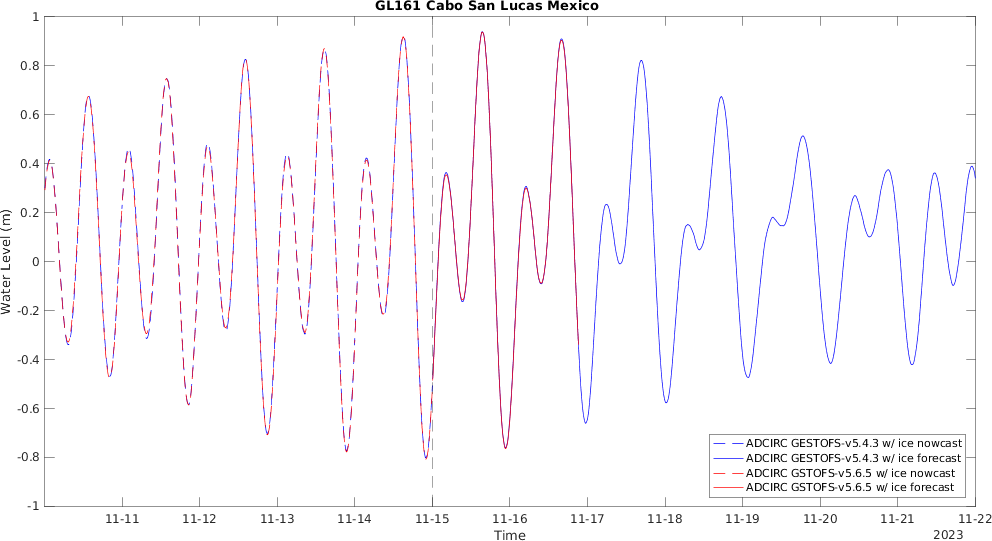 GL161 Cabo San Lucas Mexico
1
0.8
0.6
0.4
0.2
0
-0.2
-0.4
-0.6
-0.8
-1
Water Level (m)
ADCIRC GESTOFS-v5.4.3 w/ ice nowcast
ADCIRC GESTOFS-v5.4.3 w/ ice forecast
ADCIRC GSTOFS-v5.6.5 w/ ice nowcast
ADCIRC GSTOFS-v5.6.5 w/ ice forecast
11-11 11-12 11-13 11-14 11-15 11-16 11-17 11-18 11-19 11-20 11-21 11-22
Time
2023